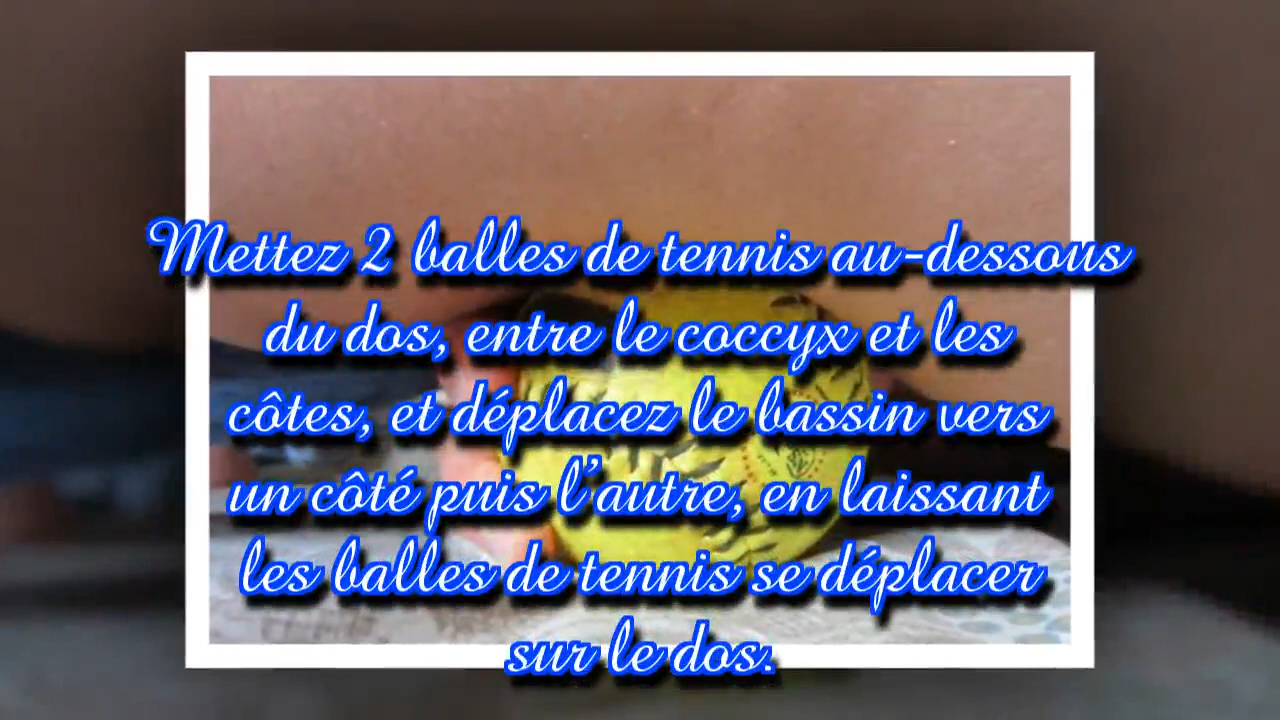 Mettez 2 balles de tennis au-dessous
du dos, entre le coccyx et les
côtes, et déplacez le bassin vers
un côté puis l'autre, en laissant
les balles de tennis se déplacer
sur le dos.